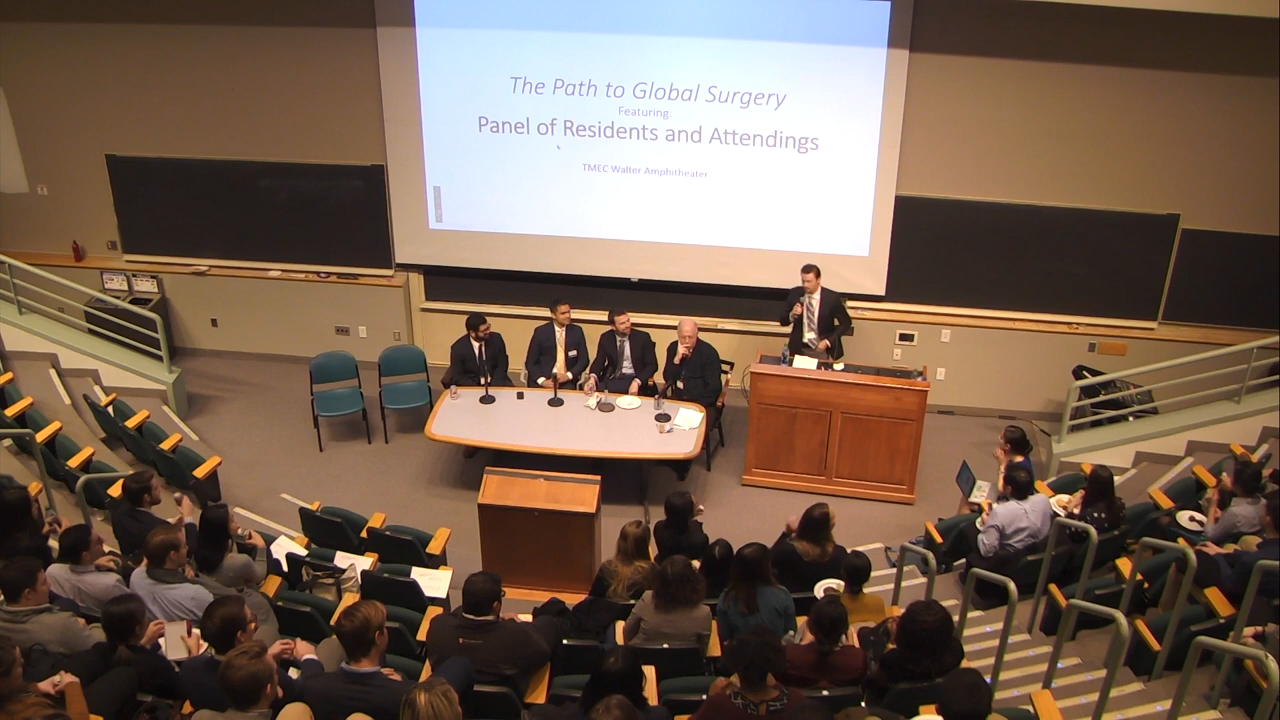 The Path to Global Surgery
Featuring:
Panel of Residents and Attendings
TMEC Walter Amphitheater